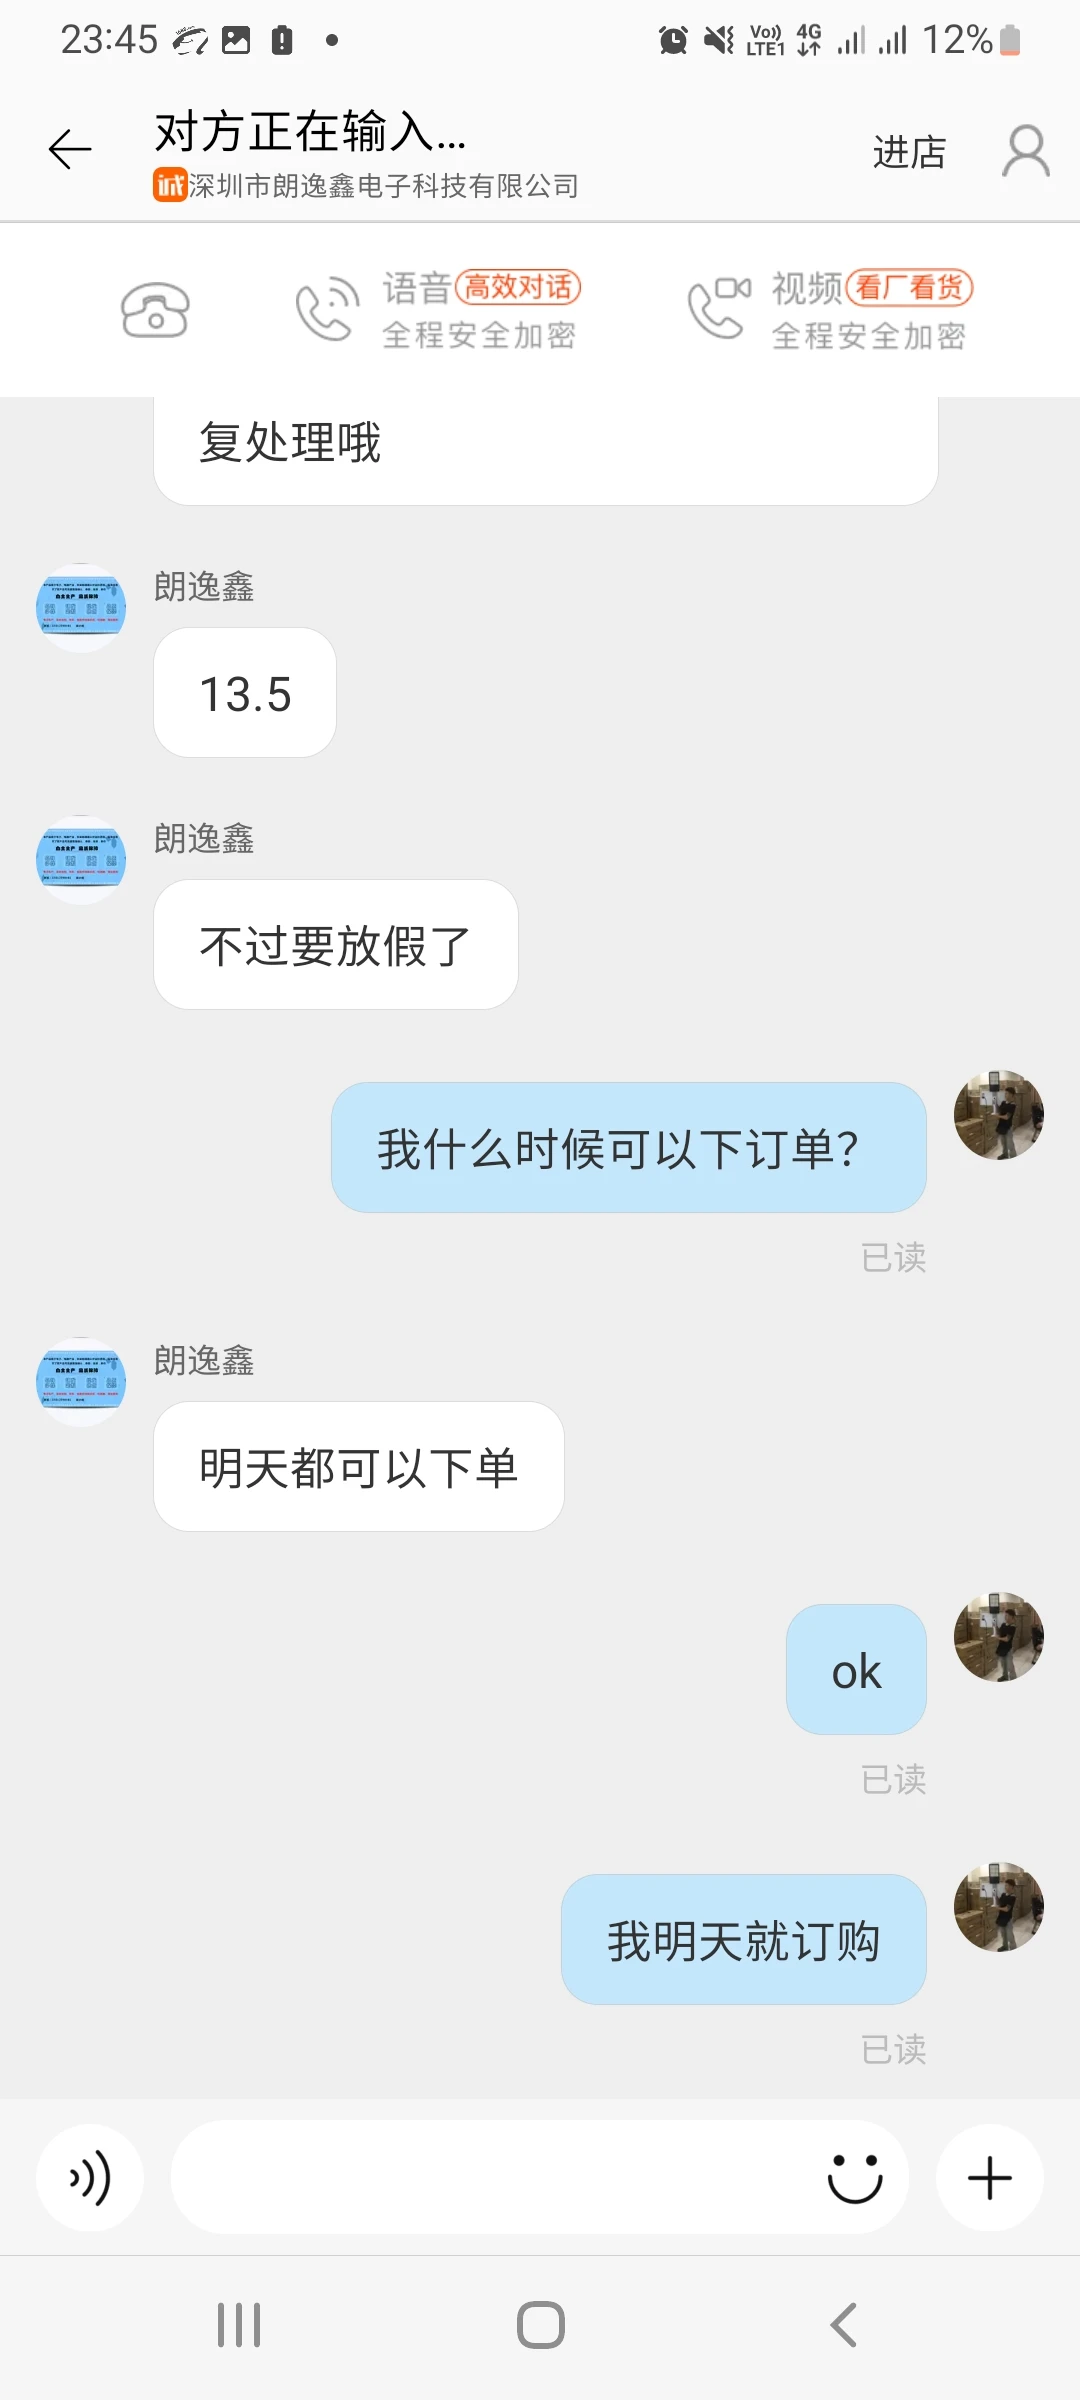 23:45
Vo)) LTE1 4G 12%
对方正在输入...
诚 深圳市朗逸鑫电子科技有限公司
进店
语音 高效对话
全程安全加密
视频 看厂看货
全程安全加密
复处理哦
朗逸鑫
13.5
朗逸鑫
不过要放假了
我什么时候可以下订单?
已读
朗逸鑫
明天都可以下单
ok
已读
我明天就订购
已读